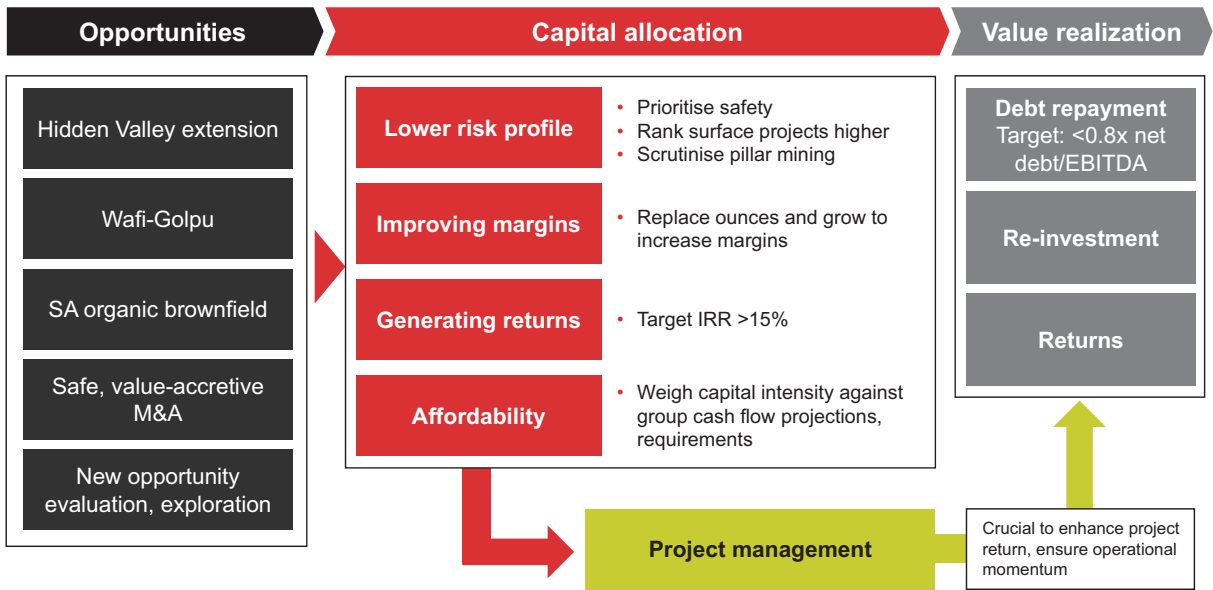 Opportunities
Capital allocation
Value realization
Hidden Valley extension
Wafi-Golpu
SA organic brownfield
Safe, value-accretive
M&A
New opportunity
evaluation, exploration
Lower risk profile
• Prioritise safety
• Rank surface projects higher
• Scrutinise pillar mining
Improving margins
• Replace ounces and grow to
increase margins
Generating returns
• Target IRR >15%
Affordability
• Weigh capital intensity against
group cash flow projections,
requirements
Debt repayment
Target: <0.8x net
debt/EBITDA
Re-investment
Returns
Project management
Crucial to enhance project
return, ensure operational
momentum